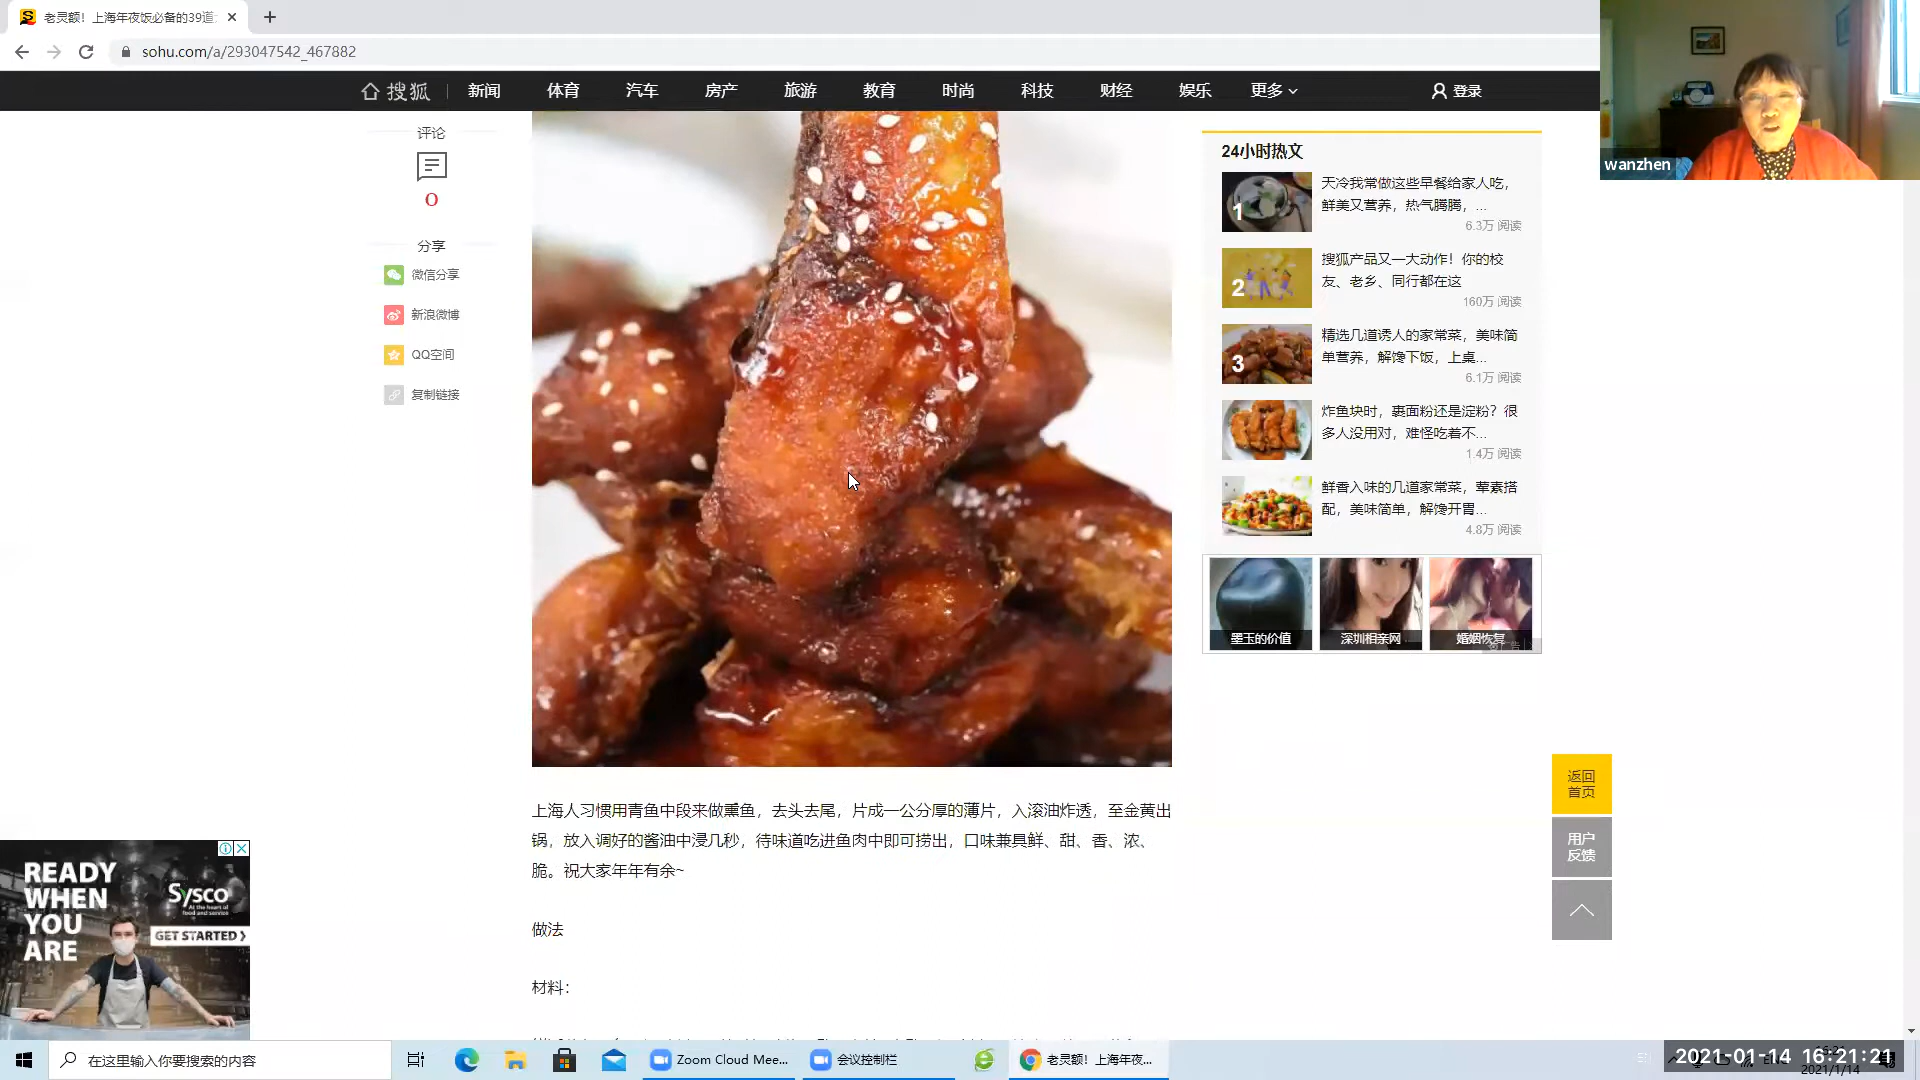 老灵额！上海年夜饭必备的39道
sohu.com/a/293047542_467882
搜狐 新闻 体育 汽车 房产 旅游 教育 时尚 科技 财经 娱乐 更多 登录
wanzhen
评论
0
分享
微信分享
新浪微博
QQ空间
复制链接
24小时热文
1
天冷我常做这些早餐给家人吃，
鲜美又营养，热气腾腾，...
6.3万 阅读
2
搜狐产品又一大动作！你的校
友、老乡、同行都在这
160万 阅读
3
精选几道诱人的家常菜，美味简
单营养，解馋下饭，上桌...
6.1万 阅读
炸鱼块时，裹面粉还是淀粉？很
多人没用对，难怪吃着不...
1.4万 阅读
鲜香入味的几道家常菜，荤素搭
配，美味简单，解馋开胃...
4.8万 阅读
墨玉的价值 深圳相亲网 婚姻恢复
返回
首页
用户
反馈
上海人习惯用青鱼中段来做熏鱼，去头去尾，片成一公分厚的薄片，入滚油炸透，至金黄出
锅，放入调好的酱油中浸几秒，待味道吃进鱼肉中即可捞出，口味兼具鲜、甜、香、浓、
脆。祝大家年年有余~
做法
材料：
READY
WHEN
YOU
ARE
Sysco
At the heart of
food and service
GET STARTED
在这里输入你要搜索的内容
Zoom Cloud Mee...
会议控制栏
老灵额！上海年夜...
2021-01-14 16:21:21
2021/1/14